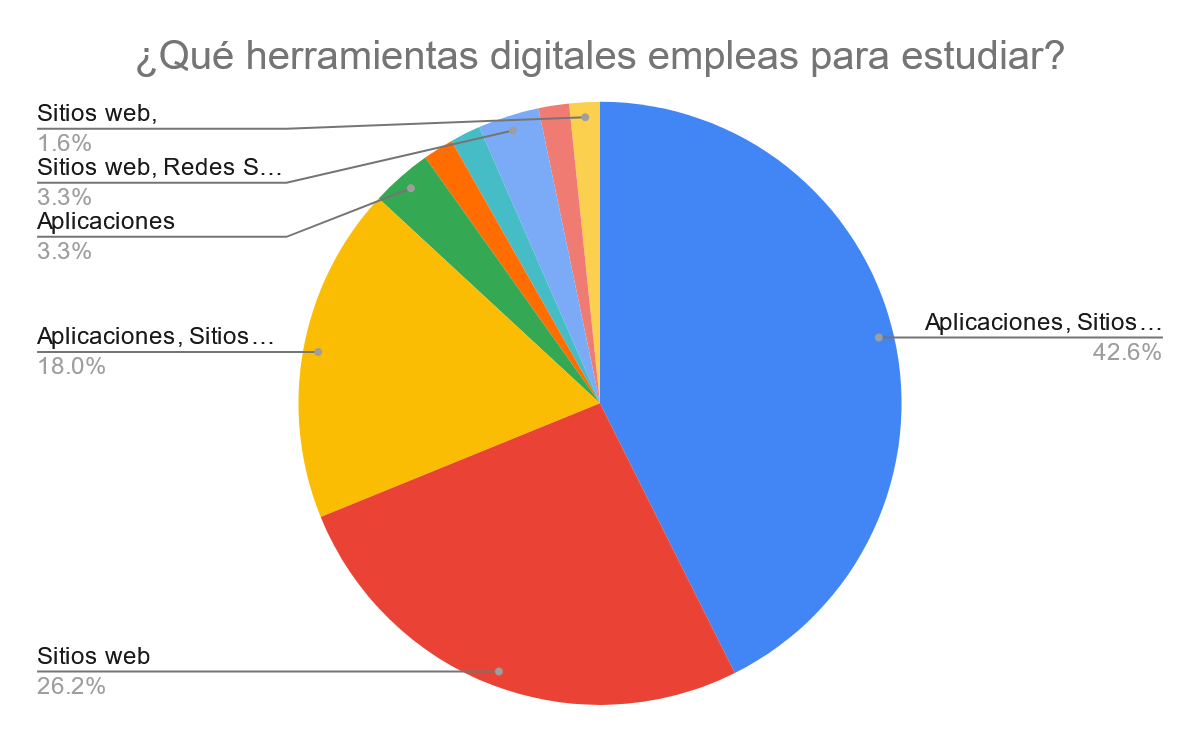 ¿Qué herramientas digitales empleas para estudiar?
Sitios web,
1.6%
Sitios web, Redes S…
3.3%
Aplicaciones
3.3%
Aplicaciones, Sitios…
18.0%
Sitios web
26.2%
Aplicaciones, Sitios…
42.6%